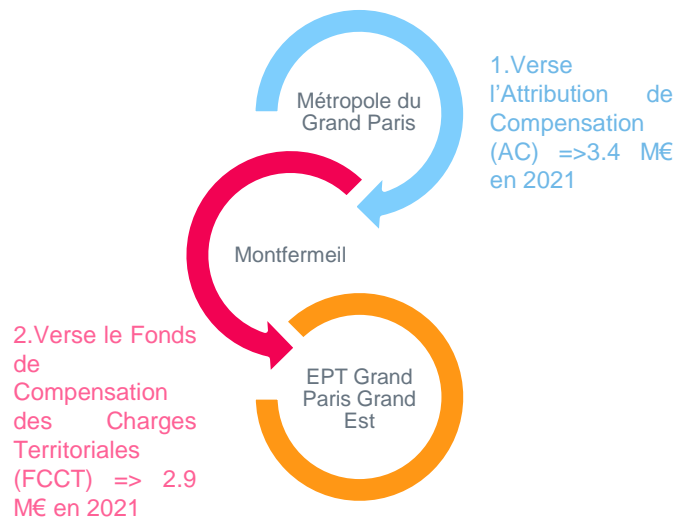 Métropole du
Grand Paris
1.Verse
l’Attribution de
Compensation
(AC) =>3.4 M€
en 2021
Montfermeil
2.Verse le Fonds
de
Compensation
des Charges
Territoriales
(FCCT) => 2.9
M€ en 2021
EPT Grand
Paris Grand
Est